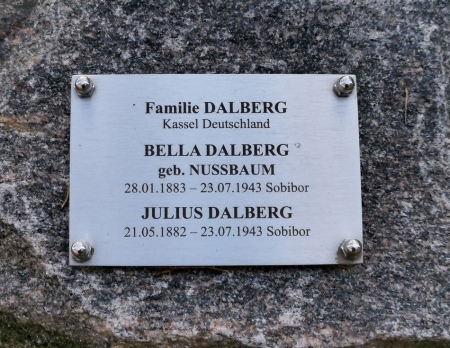 Familie DALBERG
Kassel Deutschland
BELLA DALBERG
geb. NUSSBAUM
28.01.1883 – 23.07.1943 Sobibor
JULIUS DALBERG
21.05.1882 – 23.07.1943 Sobibor